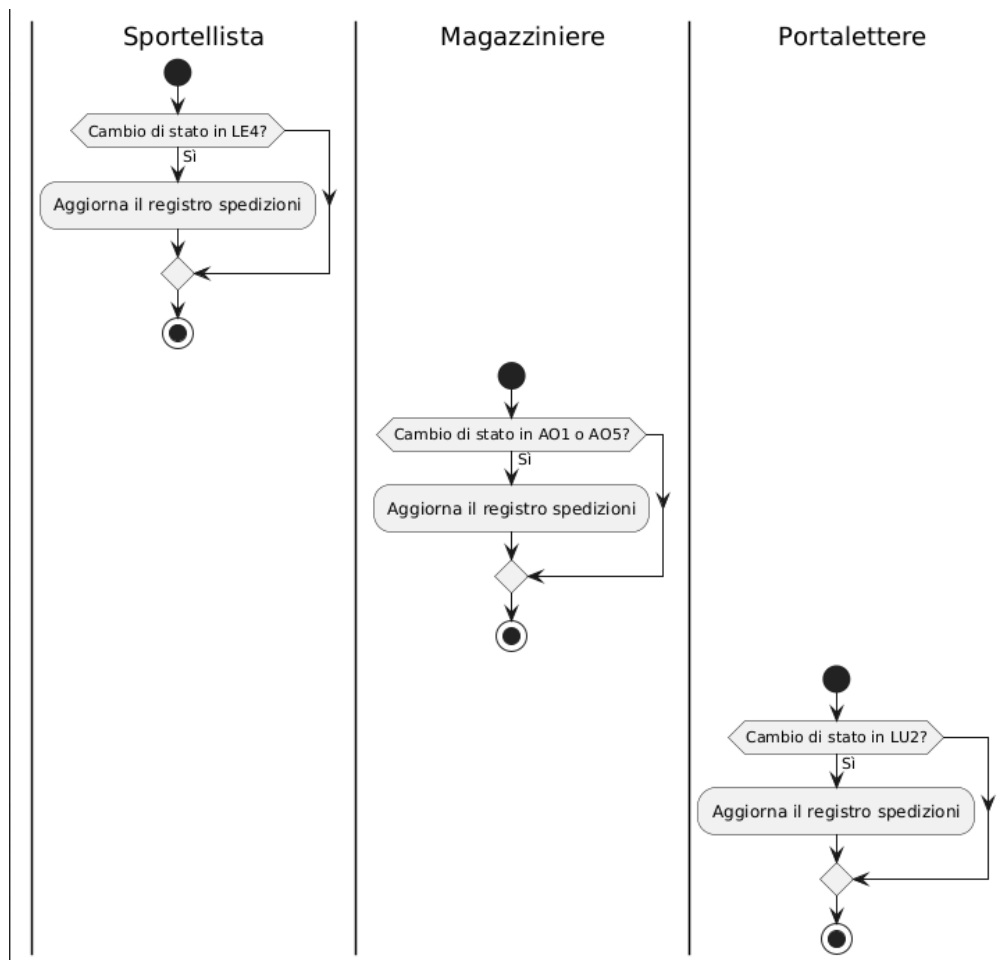 Sportellista
Magazziniere
Portalettere
Cambio di stato in LE4?
Sì
Aggiorna il registro spedizioni
Cambio di stato in AO1 o AO5?
Sì
Aggiorna il registro spedizioni
Cambio di stato in LU2?
Sì
Aggiorna il registro spedizioni